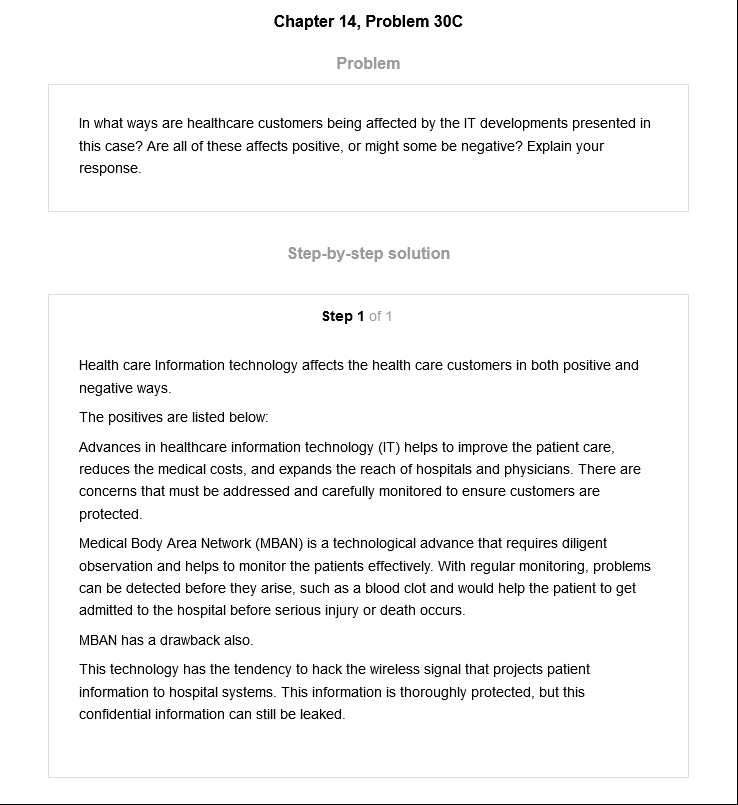 Chapter 14, Problem 30C
Problem
In what ways are healthcare customers being affected by the IT developments presented in
this case? Are all of these affects positive, or might some be negative? Explain your
response.
Step-by-step solution
Step 1 of 1
Health care Information technology affects the health care customers in both positive and
negative ways.
The positives are listed below:
Advances in healthcare information technology (IT) helps to improve the patient care,
reduces the medical costs, and expands the reach of hospitals and physicians. There are
concerns that must be addressed and carefully monitored to ensure customers are
protected.
Medical Body Area Network (MBAN) is a technological advance that requires diligent
observation and helps to monitor the patients effectively. With regular monitoring, problems
can be detected before they arise, such as a blood clot and would help the patient to get
admitted to the hospital before serious injury or death occurs.
MBAN has a drawback also.
This technology has the tendency to hack the wireless signal that projects patient
information to hospital systems. This information is thoroughly protected, but this
confidential information can still be leaked.